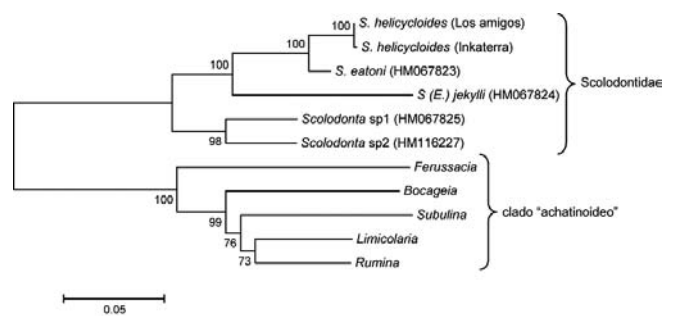 100 S. helicycloides (Los amigos)
100 S. helicycloides (Inkaterra)
100 S. eatoni (HM067823)
Scolodontidae
S (E.) jekylli (HM067824)
Scolodonta sp1 (HM067825)
98 Scolodonta sp2 (HM116227)
Ferussacia
100 Bocageia
99 Subulina
clado "achatinoideo"
76 Limicolaria
73 Rumina
0.05